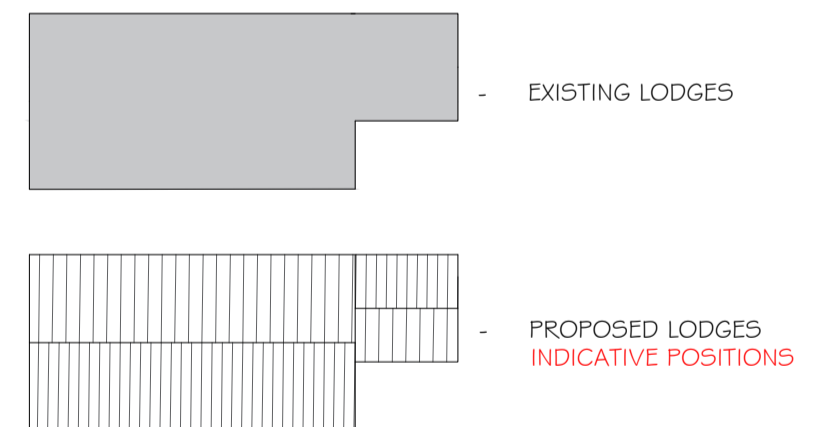 - EXISTING LODGES
- PROPOSED LODGES
INDICATIVE POSITIONS